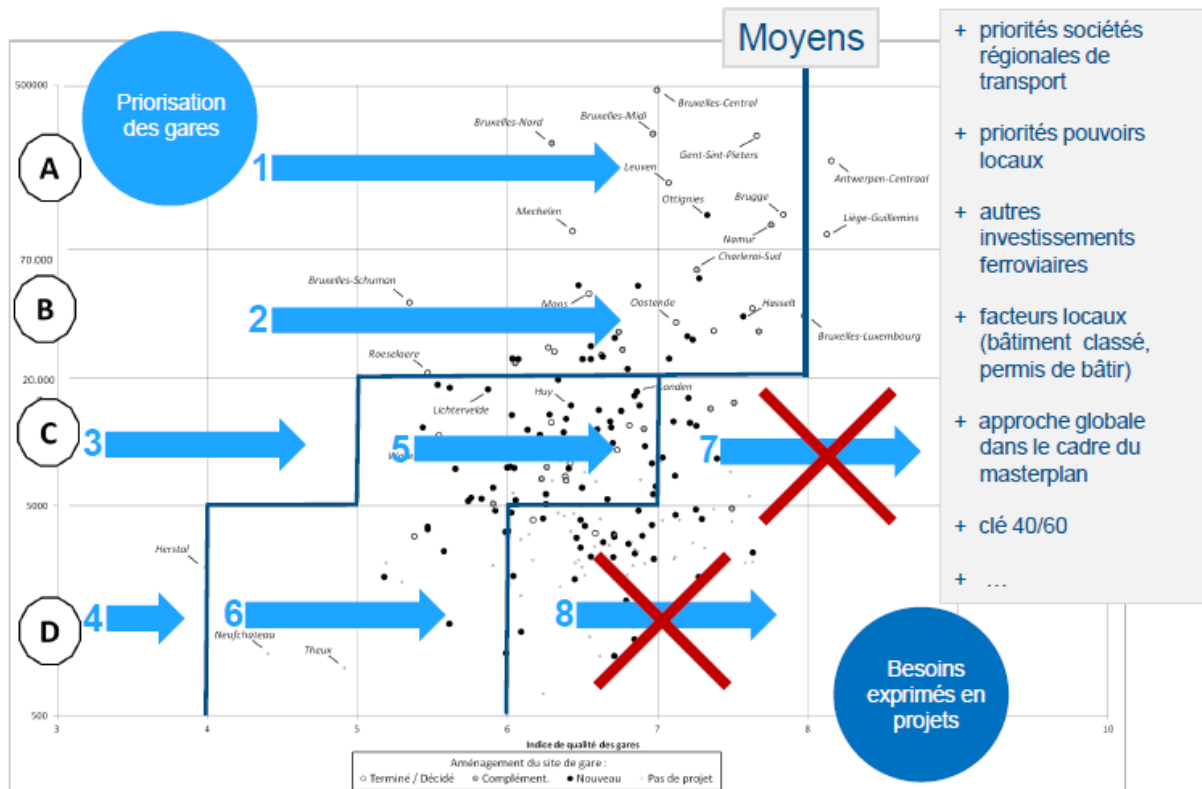 Moyens
+ priorités sociétés
régionales de
transport
+ priorités pouvoirs
locaux
+ autres
investissements
ferroviaires
+ facteurs locaux
(bâtiment classé,
permis de bâtir)
+ approche globale
dans le cadre du
masterplan
+ clé 40/60
+ ...
Priorisation
des gares
500000
A
1
Bruxelles-Central
Bruxelles-Nord
Bruxelles-Midi
Gent-Sint-Pieters
Leuven
Antwerpen-Centraal
Ottignies
Brugge
Mechelen
Liège-Guillemins
Namur
70.000
Charleroi-Sud
B
2
Bruxelles-Schuman
Mons
Oostende
Hasselt
Bruxelles-Luxembourg
Roeselaere
20.000
C
3
Lichtervelde
Huy
Landen
5
7
5000
Herstal
D
4
6
8
Neufchateau
Theux
500
3
4
5
6
7
8
10
Indice de qualité des gares
Besoins
exprimés en
projets
Aménagement du site de gare :
Terminé / Décidé
Complément.
Nouveau
Pas de projet